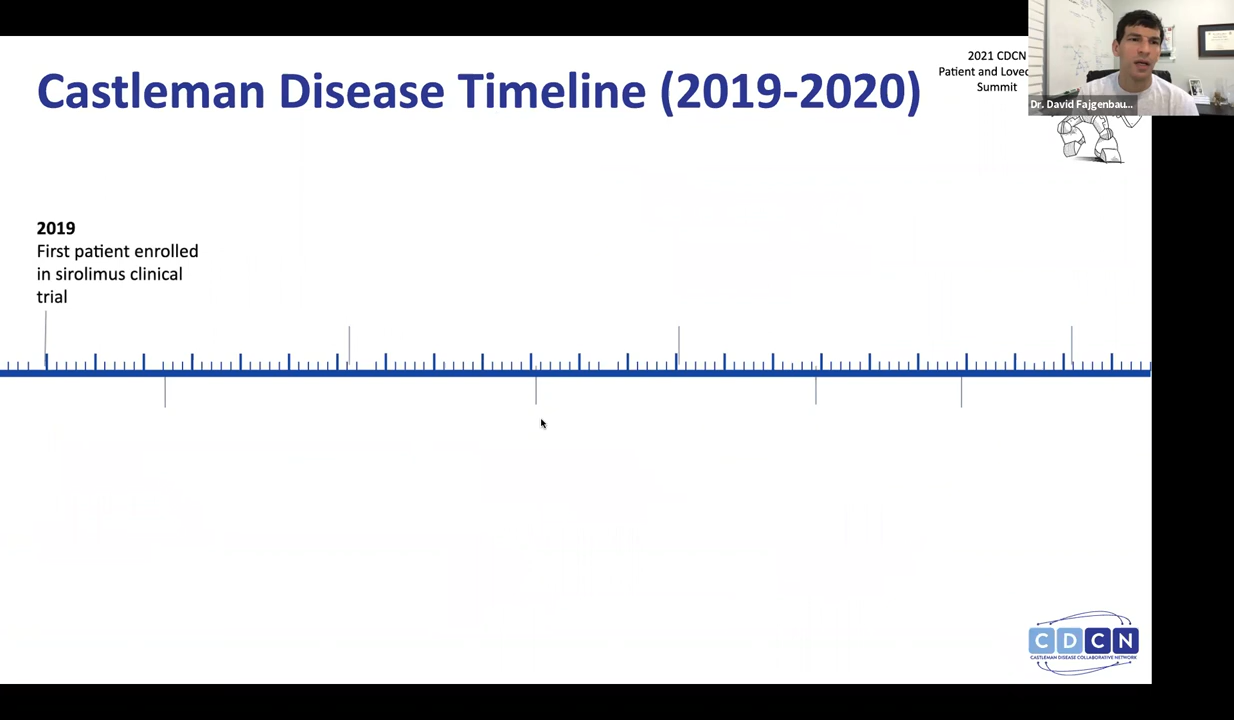 Castleman Disease Timeline (2019-2020)
2021 CDCN
Patient and Loved
Summit
Dr. David Fajgenbau...
2019
First patient enrolled
in sirolimus clinical
trial
CDCN
CASTLEMAN DISEASE COLLABORATIVE NETWORK